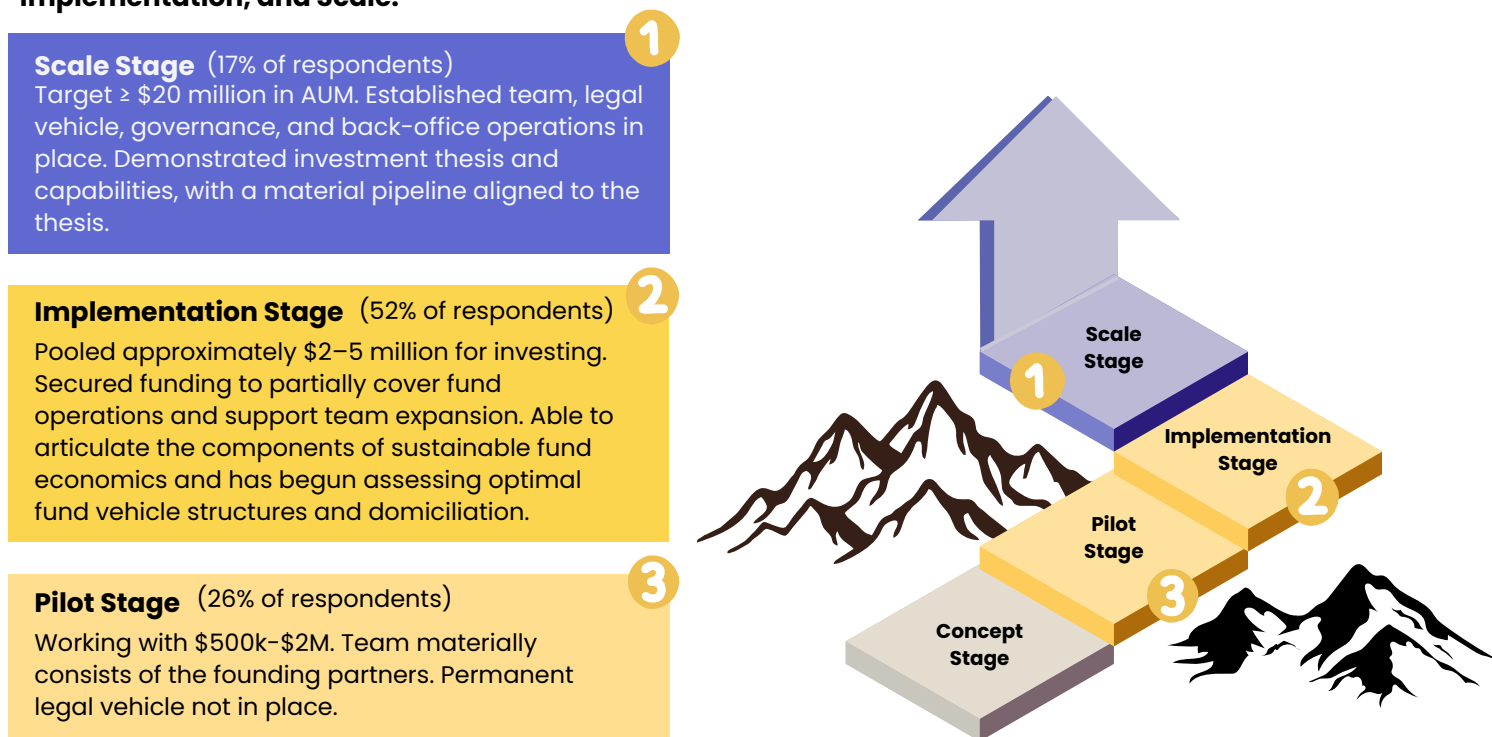 Implementation, and Scale.
1
Scale Stage (17% of respondents)
Target ≥ $20 million in AUM. Established team, legal
vehicle, governance, and back-office operations in
place. Demonstrated investment thesis and
capabilities, with a material pipeline aligned to the
thesis.
2
Implementation Stage (52% of respondents)
Pooled approximately $2–5 million for investing.
Secured funding to partially cover fund
operations and support team expansion. Able to
articulate the components of sustainable fund
economics and has begun assessing optimal
fund vehicle structures and domiciliation.
3
Pilot Stage (26% of respondents)
Working with $500k-$2M. Team materially
consists of the founding partners. Permanent
legal vehicle not in place.
Scale
Stage
1
Implementation
Stage
2
Pilot
Stage
3
Concept
Stage